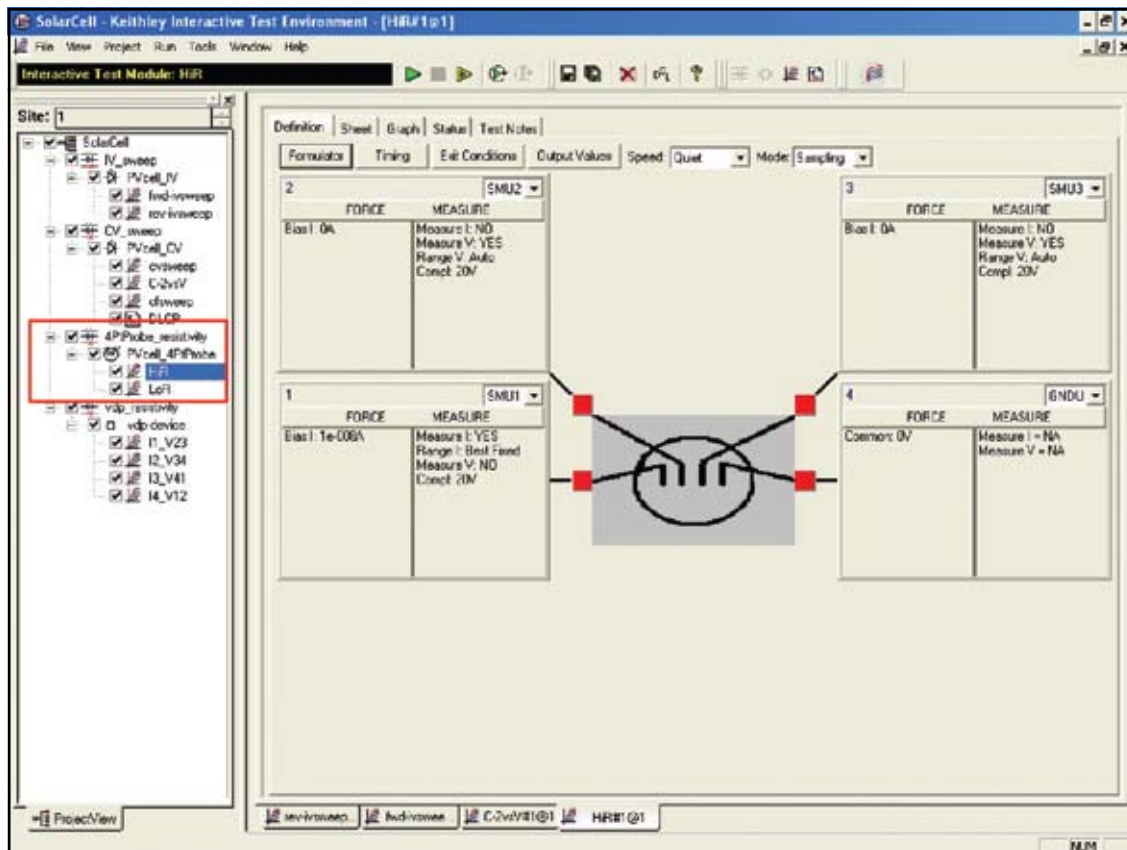 SolarCell - Keithley Interactive Test Environment - [HiR#1@1]
File View Project Run Tools Window Help
Interactive Test Module: HiR
Site: 1
SolarCell
IV_sweep
PVcell_IV
fwd-ivsweep
rev-ivsweep
CV_sweep
PVcell_CV
cvsweep
C-2vsV
cfsweep
DLCP
4PtProbe_resistivity
PVcell_4PtProbe
HiR
LoR
vdp_resistivity
vdp-device
I1_V23
I2_V34
I3_V41
I4_V12
ProjectView
Definition Sheet Graph Status Test Notes
Formulator Timing Exit Conditions Output Values Speed: Quiet Mode: Sampling
2 SMU2
FORCE MEASURE
Bias I: 0A
Measure I: NO
Measure V: YES
Range V: Auto
Compl: 20V
3 SMU3
FORCE MEASURE
Bias I: 0A
Measure I: NO
Measure V: YES
Range V: Auto
Compl: 20V
1 SMU1
FORCE MEASURE
Bias I: 1e-006A
Measure I: YES
Range I: Best Fixed
Measure V: NO
Compl: 20V
4 GNDU
FORCE MEASURE
Common: 0V
Measure I = NA
Measure V = NA
rev-ivsweep... fwd-ivswee... C-2vsV#1@1 HiR#1@1
NUM